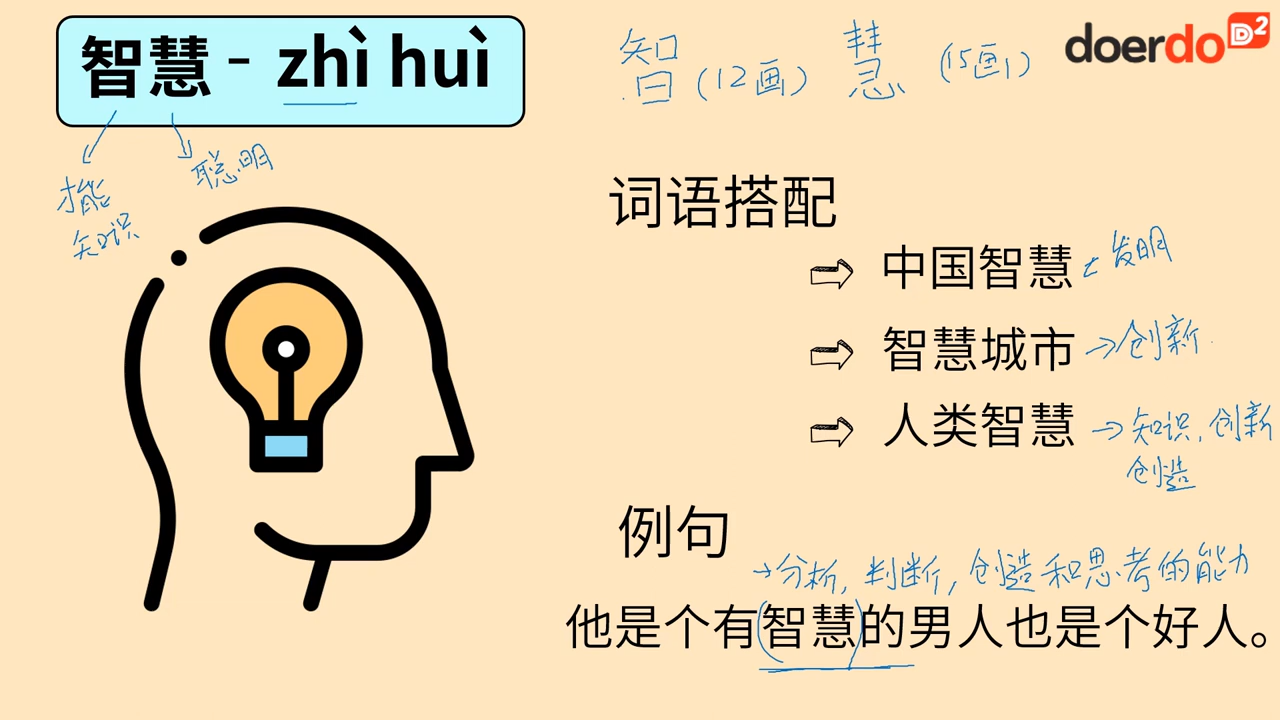 智慧 - zhì huì
智(12画) 慧(15画)
doerdo D2
才能
知识
聪明
词语搭配
中国智慧 发明
智慧城市 →创新
人类智慧 →知识,创新
创造
例句
→分析,判断,创造和思考的能力
他是个有(智慧)的男人也是个好人。